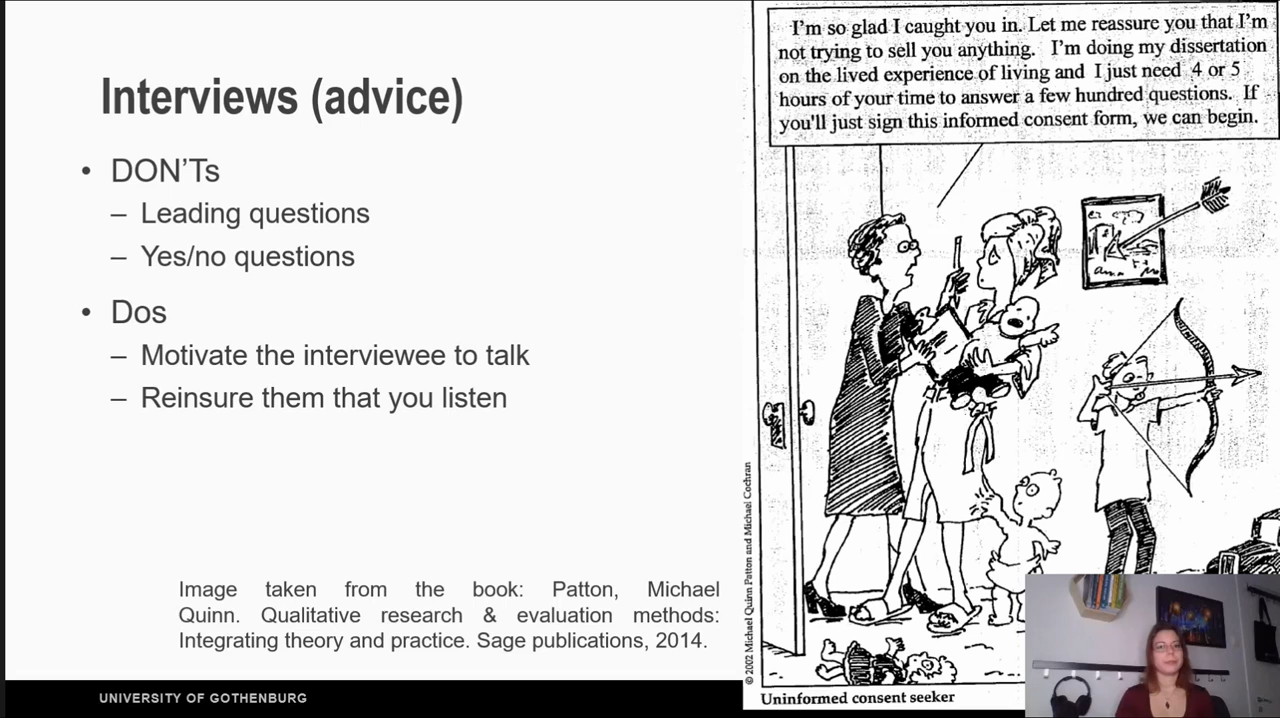 Interviews (advice)
• DON’Ts
– Leading questions
– Yes/no questions
• Dos
– Motivate the interviewee to talk
– Reinsure them that you listen
Image taken from the book: Patton, Michael
Quinn. Qualitative research & evaluation methods:
Integrating theory and practice. Sage publications, 2014.
UNIVERSITY OF GOTHENBURG
I’m so glad I caught you in. Let me reassure you that I’m
not trying to sell you anything. I’m doing my dissertation
on the lived experience of living and I just need 4 or 5
hours of your time to answer a few hundred questions. If
you'll just sign this informed consent form, we can begin.
© 2002 Michael Quinn Patton and Michael Cochran
Uninformed consent seeker